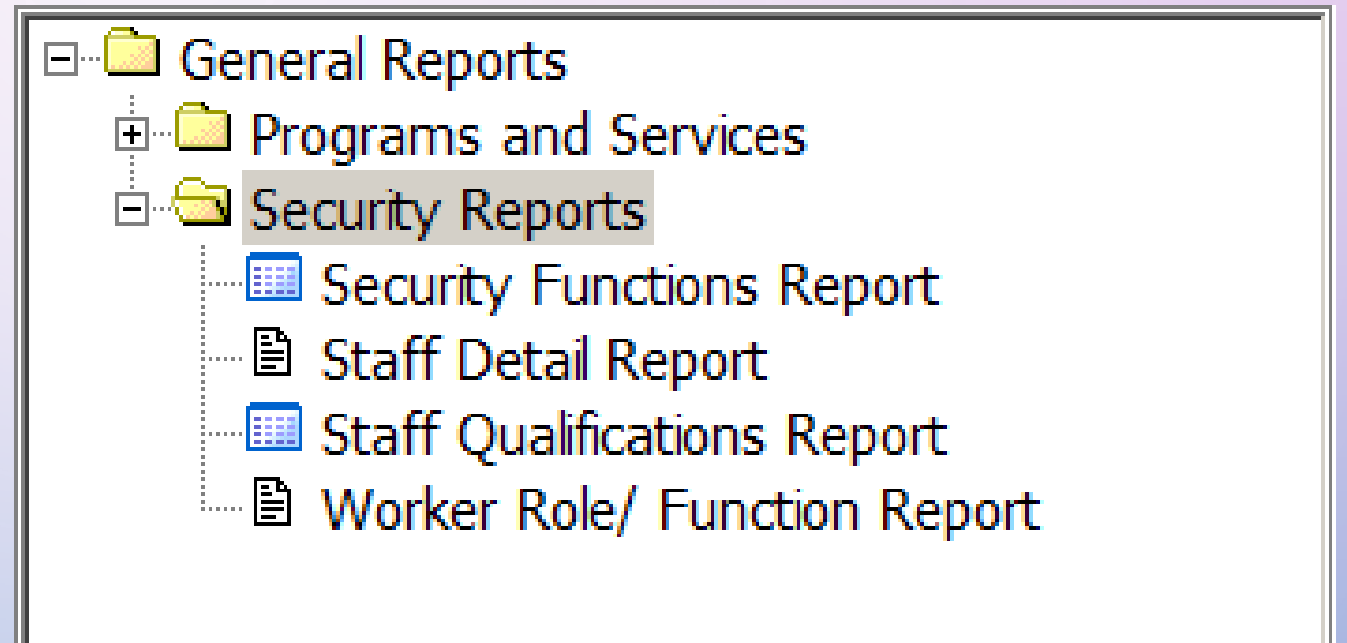 General Reports
Programs and Services
Security Reports
Security Functions Report
Staff Detail Report
Staff Qualifications Report
Worker Role/ Function Report